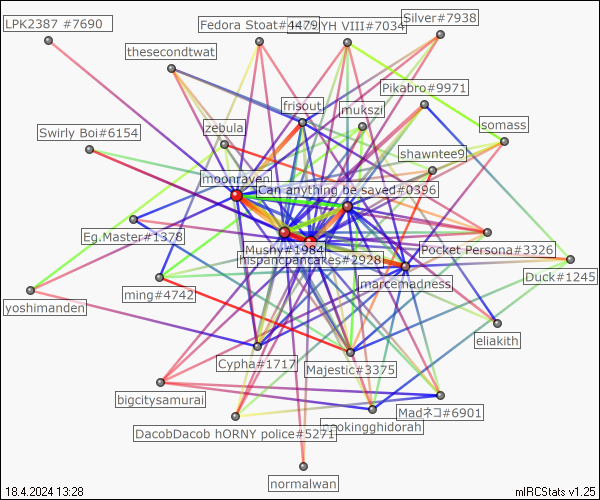 LPK2387 #7690
Fedora Stoat#4479
YH VIII#7034
Silver#7938
thesecondtwat
Pikabro#9971
frisout
mukszi
zebula
somass
Swirly Boi#6154
shawntee9
moonraven
Can anything be saved#0396
Eg.Master#1378
Mushy#1984
Pocket Persona#3326
hispancpancakes#2928
Duck#1245
marcemadness
ming#4742
yoshimanden
eliakith
Cypha#1717
Majestic#3375
bigcitysamurai
Madネコ#6901
ookingghidorah
DacobDacob hORNY police#5271
normalwan
18.4.2024 13:28
mIRCStats v1.25